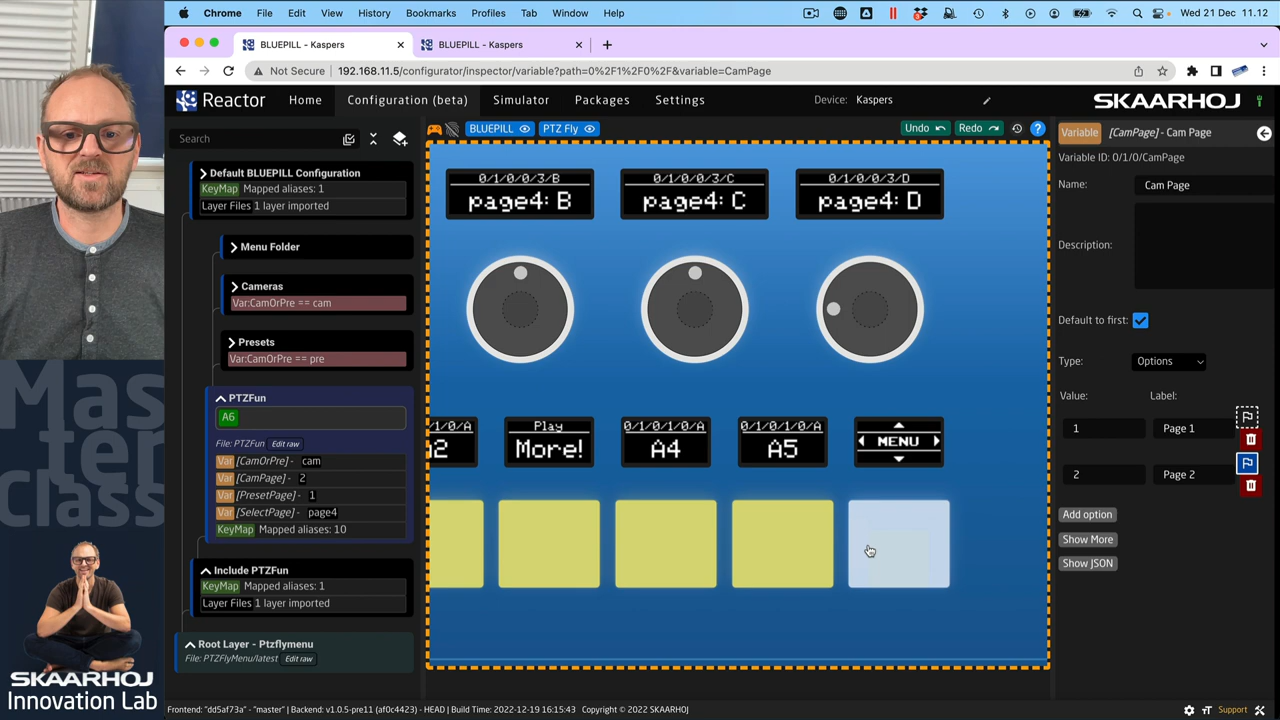 Chrome File Edit View History Bookmarks Profiles Tab Window Help Wed 21 Dec 11.12
BLUEPILL - Kaspers BLUEPILL - Kaspers
Not Secure 192.168.11.5/configurator/inspector/variable?path=0%2F1%2F0%2F&variable=CamPage
Reactor Home Configuration (beta) Simulator Packages Settings Device: Kaspers SKAARHOJ
Search
BLUEPILL PTZ Fly Undo Redo
Default BLUEPILL Configuration
KeyMap Mapped aliases: 1
Layer Files 1 layer imported
Menu Folder
Cameras
Var:CamOrPre == cam
Presets
Var:CamOrPre == pre
PTZFun
A6
File: PTZFun Edit raw
Var [CamOrPre] - cam
Var [CamPage] - 2
Var [PresetPage] - 1
Var [SelectPage] - page4
KeyMap Mapped aliases: 10
Include PTZFun
KeyMap Mapped aliases: 1
Layer Files 1 layer imported
Root Layer - Ptzflymenu
File: PTZFlyMenu/latest Edit raw
0/1/0/0/3/B 0/1/0/0/3/C 0/1/0/0/3/D
page4: B page4: C page4: D
/1/0/A Play 0/1/0/1/0/A 0/1/0/1/0/A
2 More! A4 A5 MENU
Variable [CamPage] - Cam Page
Variable ID: 0/1/0/CamPage
Name: Cam Page
Description:
Default to first:
Type: Options
Value: Label:
1 Page 1
2 Page 2
Add option
Show More
Show JSON
Master Class
SKAARHOJ
Innovation Lab
Frontend: "dd5af73a" - "master" | Backend: v1.0.5-pre11 (af0c4423) - HEAD | Build Time: 2022-12-19 16:15:43 Copyright © 2022 SKAARHOJ Support